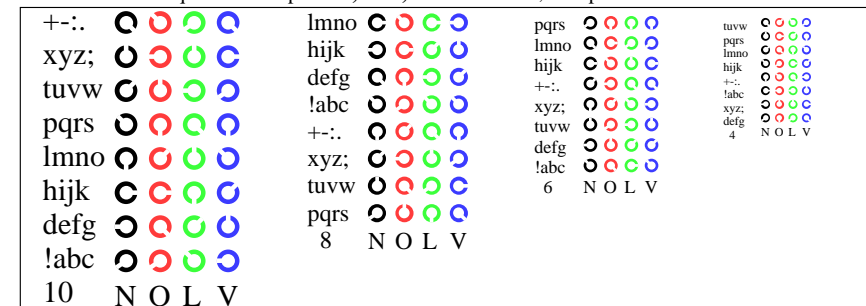 +-:.
xyz;
tuvw
pqrs
lmno
hijk
defg
!abc
10 N O L V
lmno
hijk
defg
!abc
+-:.
xyz;
tuvw
pqrs
8 N O L V
pqrs
lmno
hijk
+-:.
xyz;
tuvw
defg
!abc
6 N O L V
tuvw
pqrs
lmno
hijk
+-:.
!abc
xyz;
defg
4 N O L V